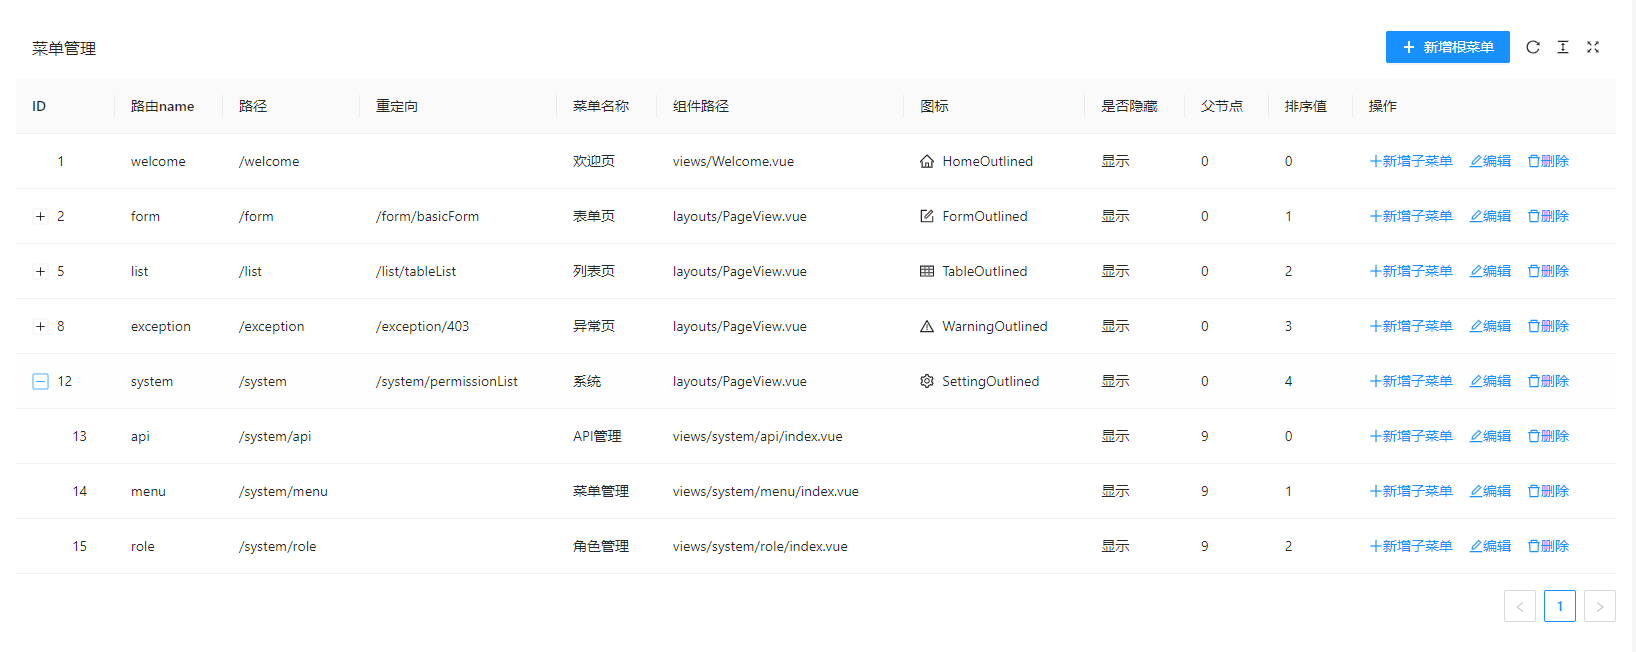 菜单管理
新增根菜单
ID 路由name 路径 重定向 菜单名称 组件路径 图标 是否隐藏 父节点 排序值 操作
1 welcome /welcome 欢迎页 views/Welcome.vue HomeOutlined 显示 0 0 新增子菜单 编辑 删除
2 form /form /form/basicForm 表单页 layouts/PageView.vue FormOutlined 显示 0 1 新增子菜单 编辑 删除
5 list /list /list/tableList 列表页 layouts/PageView.vue TableOutlined 显示 0 2 新增子菜单 编辑 删除
8 exception /exception /exception/403 异常页 layouts/PageView.vue WarningOutlined 显示 0 3 新增子菜单 编辑 删除
12 system /system /system/permissionList 系统 layouts/PageView.vue SettingOutlined 显示 0 4 新增子菜单 编辑 删除
13 api /system/api API管理 views/system/api/index.vue 显示 9 0 新增子菜单 编辑 删除
14 menu /system/menu 菜单管理 views/system/menu/index.vue 显示 9 1 新增子菜单 编辑 删除
15 role /system/role 角色管理 views/system/role/index.vue 显示 9 2 新增子菜单 编辑 删除
1